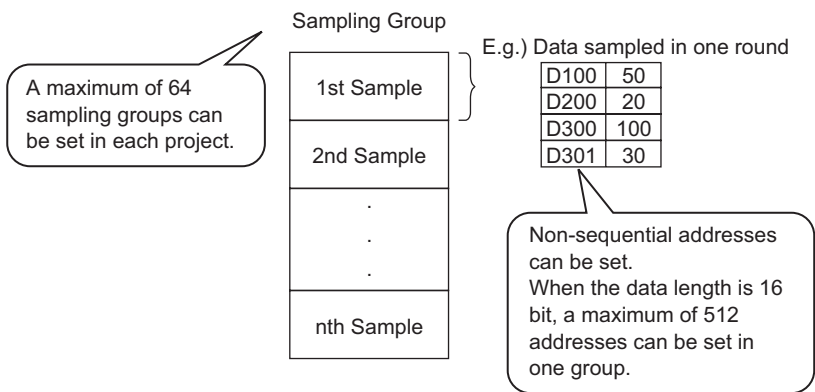 Sampling Group
A maximum of 64
sampling groups can
be set in each project.
1st Sample
2nd Sample
.
.
.
nth Sample
E.g.) Data sampled in one round
D100 50
D200 20
D300 100
D301 30
Non-sequential addresses
can be set.
When the data length is 16
bit, a maximum of 512
addresses can be set in
one group.